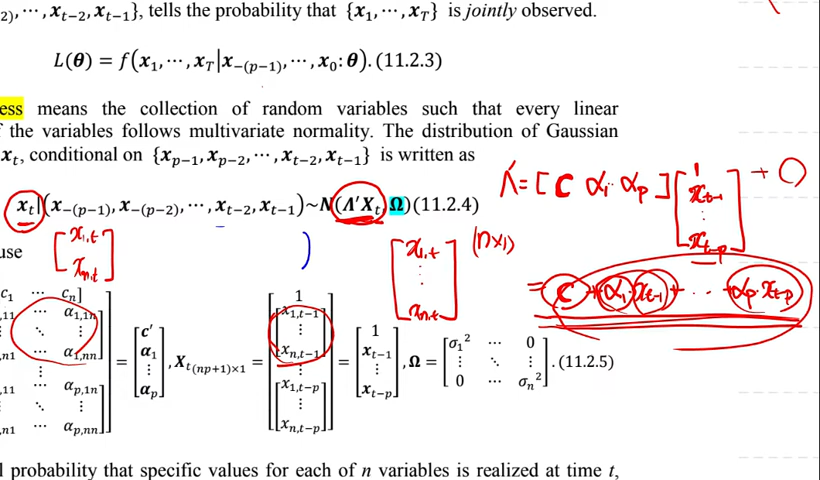 ₂), ⋯, x_{t−2}, x_{t−1}}, tells the probability that {x_1, ⋯, x_T} is jointly observed.
L(θ) = f(x_1, ⋯, x_T|x_{−(p−1)}, ⋯, x_0: θ). (11.2.3)
ess means the collection of random variables such that every linear
f the variables follows multivariate normality. The distribution of Gaussian
x_t, conditional on {x_{p−1}, x_{p−2}, ⋯, x_{t−2}, x_{t−1}} is written as
Λ' = [C α_1 ⋅ α_p] [1 x_{t-1} ⋮ x_{t-p}] + 0
x_t|(x_{−(p−1)}, x_{−(p−2)}, ⋯, x_{t−2}, x_{t−1})~N(Λ'X_t, Ω)(11.2.4)
use [x_{1,t} x_{n,t}] ) [x_{1,t} ⋮ x_{n,t}] (n×1)
= C + α_1 x_{t-1} + ⋯ α_p x_{t-p}
c_1 ⋯ c_n]
,11 ⋯ α_{1,1n}
⋮ ⋱ ⋮
,n1 ⋯ α_{1,nn}
⋮
,11 ⋯ α_{p,1n}
⋮ ⋱ ⋮
,n1 ⋯ α_{p,nn}
= [c' α_1 ⋮ α_p], X_{t(np+1)×1} = [1 [x_{1,t−1} ⋮ x_{n,t−1}] ⋮ [x_{1,t−p} ⋮ x_{n,t−p}]] = [1 x_{t−1} ⋮ x_{t−p}], Ω = [σ_1² ⋯ 0 ⋮ ⋱ ⋮ 0 ⋯ σ_n²]. (11.2.5)
l probability that specific values for each of n variables is realized at time t,